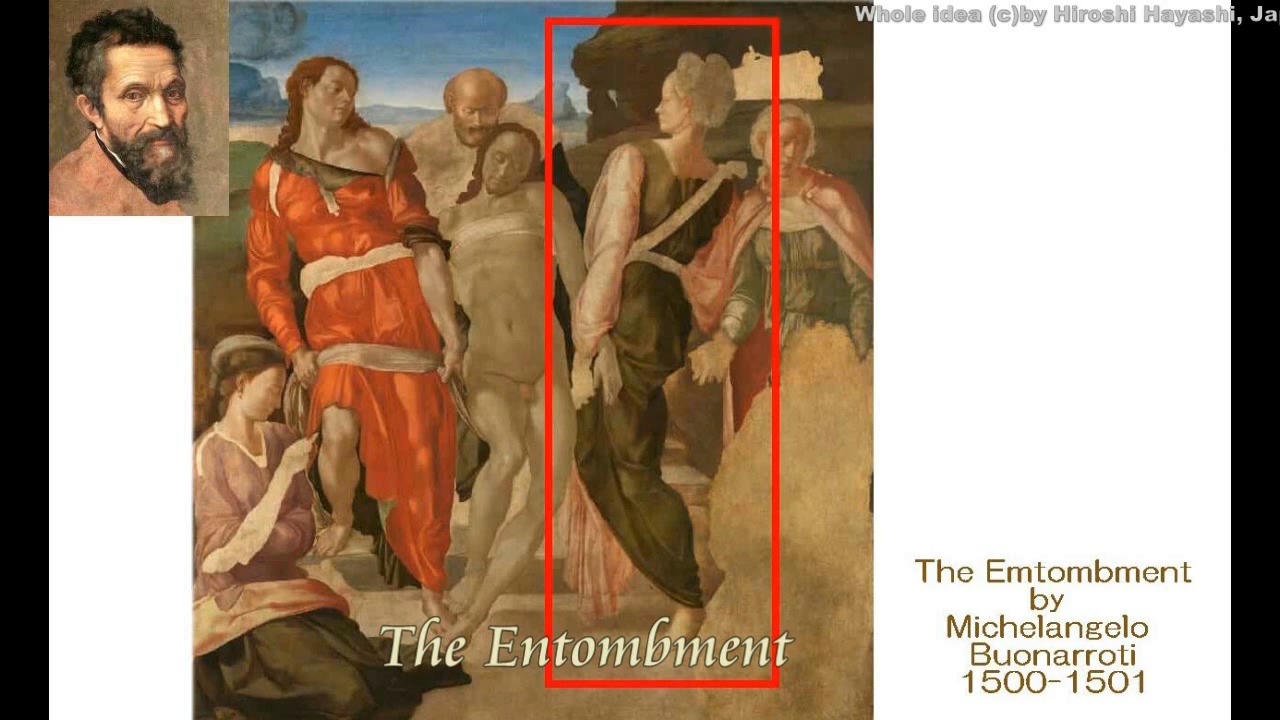 Whole idea (c)by Hiroshi Hayashi, Ja
The Entombment
The Emtombment
by
Michelangelo
Buonarroti
1500-1501